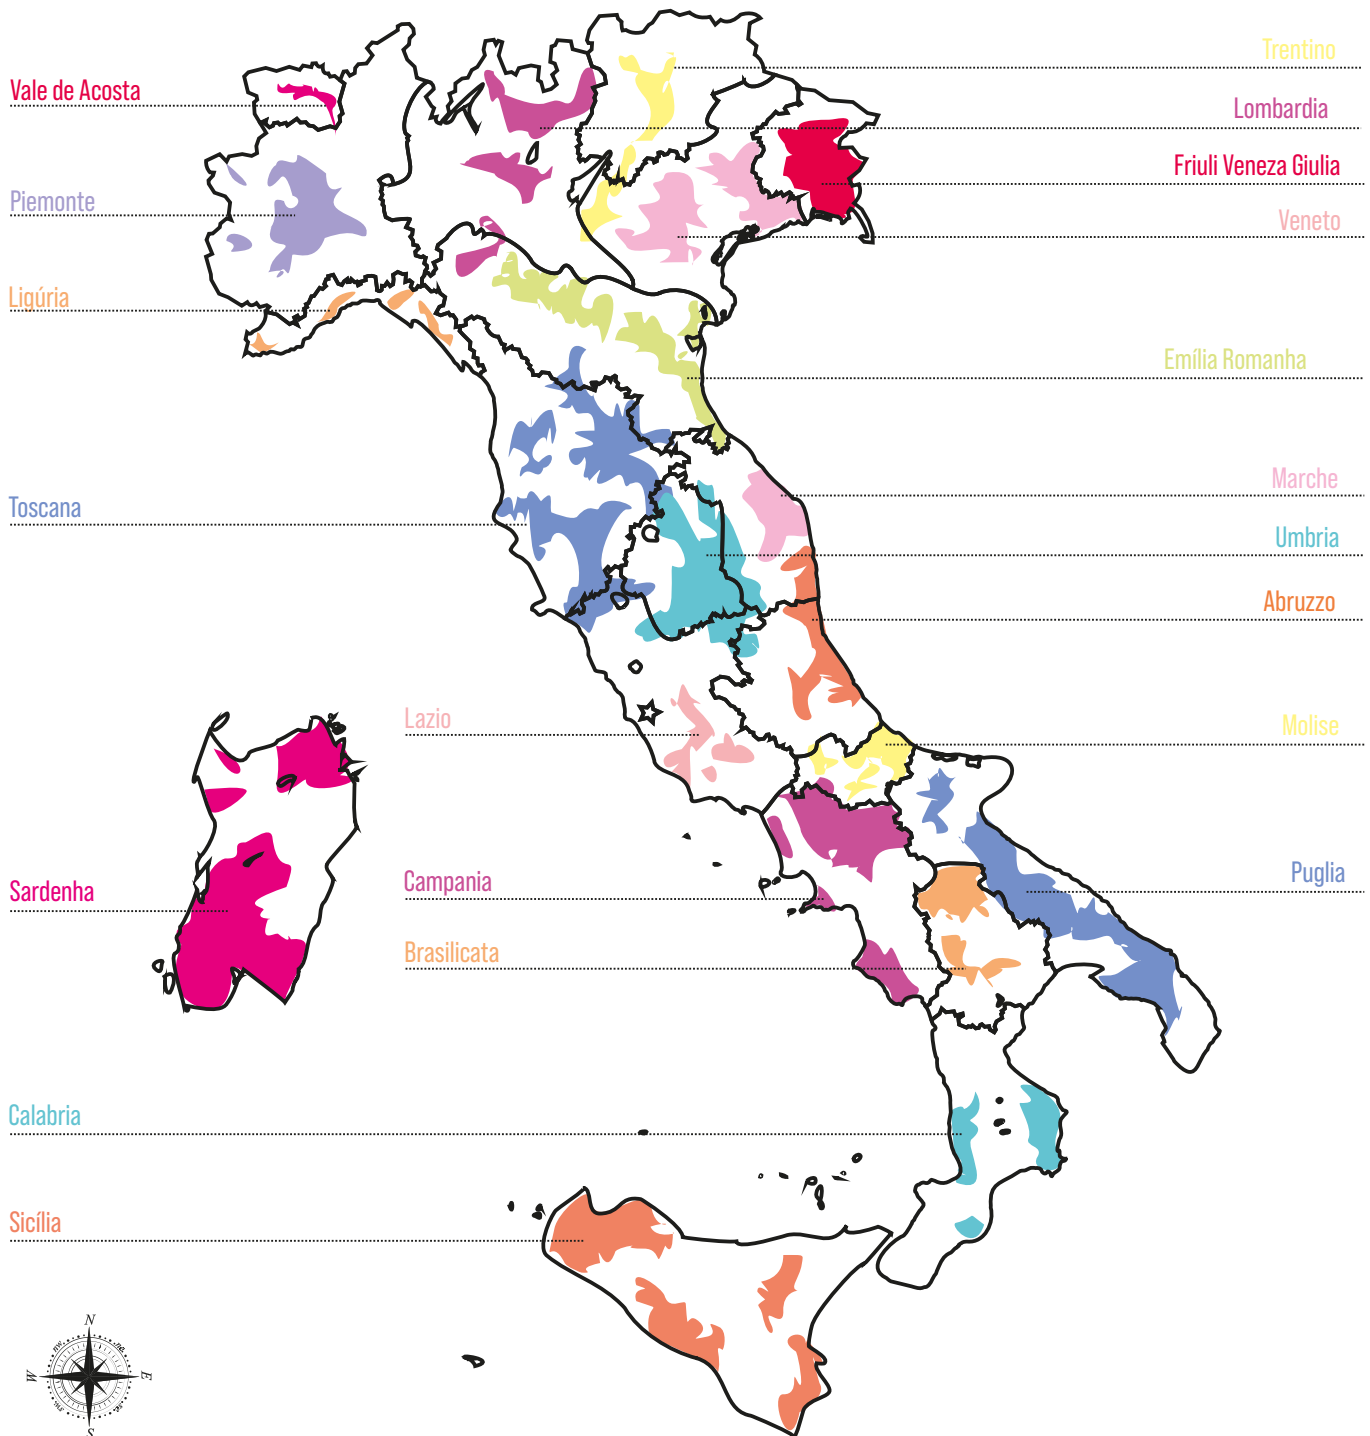 Trentino
Vale de Acosta
Lombardia
Friuli Veneza Giulia
Piemonte
Veneto
Ligúria
Emília Romanha
Marche
Toscana
Umbria
Abruzzo
Lazio
Molise
Puglia
Campania
Sardenha
Brasilicata
Calabria
Sicília
N
W
E
S